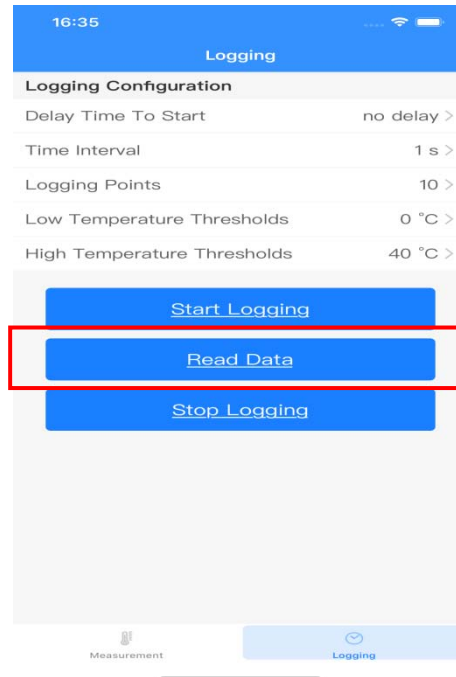 16:35
Logging
Logging Configuration
Delay Time To Start no delay >
Time Interval 1 s >
Logging Points 10 >
Low Temperature Thresholds 0 °C >
High Temperature Thresholds 40 °C >
Start Logging
Read Data
Stop Logging
Measurement Logging